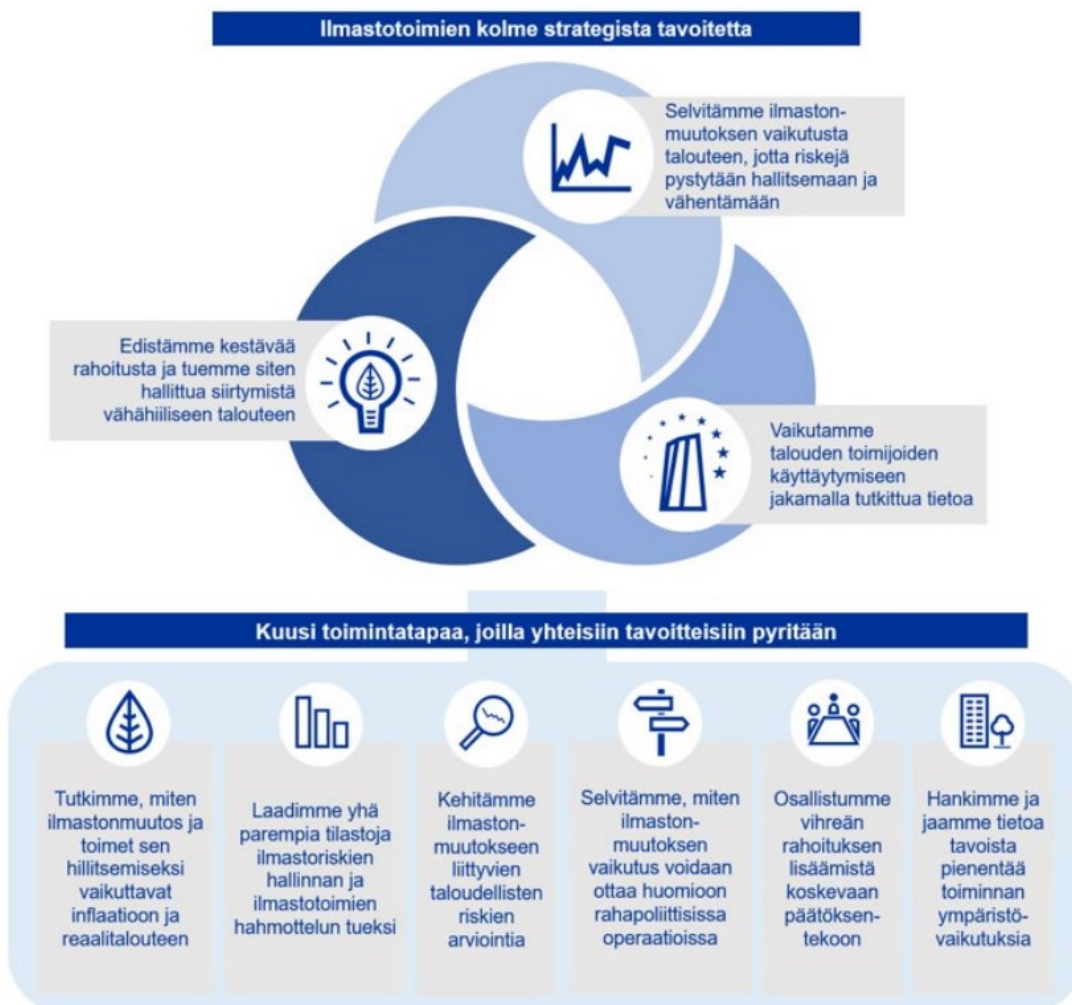 Ilmastotoimien kolme strategista tavoitetta
Selvitämme ilmaston-
muutoksen vaikutusta
talouteen, jotta riskejä
pystytään hallitsemaan ja
vähentämään
Edistämme kestävää
rahoitusta ja tuemme siten
hallittua siirtymistä
vähähiiliseen talouteen
Vaikutamme
talouden toimijoiden
käyttäytymiseen
jakamalla tutkittua tietoa
Kuusi toimintatapaa, joilla yhteisiin tavoitteisiin pyritään
Tutkimme, miten
ilmastonmuutos ja
toimet sen
hillitsemiseksi
vaikuttavat
inflaatioon ja
reaalitalouteen
Laadimme yhä
parempia tilastoja
ilmastoriskien
hallinnan ja
ilmastotoimien
hahmottelun tueksi
Kehitämme
ilmaston-
muutokseen
liittyvien
taloudellisten
riskien
arviointia
Selvitämme, miten
ilmaston-
muutoksen
vaikutus voidaan
ottaa huomioon
rahapoliittisissa
operaatioissa
Osallistumme
vihreän
rahoituksen
lisäämistä
koskevaan
päätöksen-
tekoon
Hankimme ja
jaamme tietoa
tavoista
pienentää
toiminnan
ympäristö-
vaikutuksia